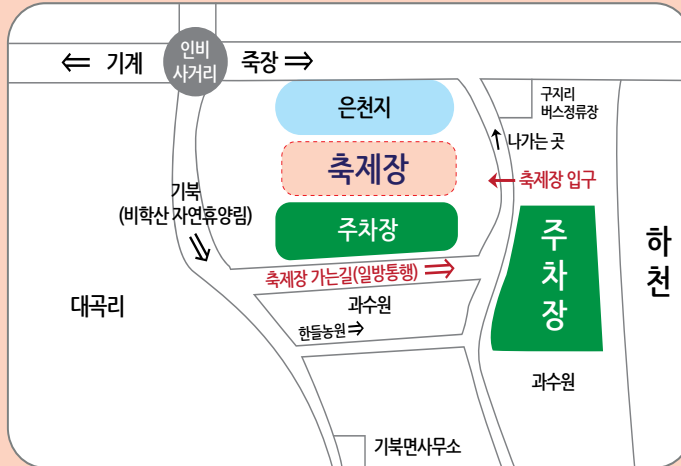 ⇐ 기계
인비
사거리
죽장 ⇒
은천지
구지리
버스정류장
↑ 나가는 곳
축제장
← 축제장 입구
기북
(비학산 자연휴양림)
주차장
주차장
하천
축제장 가는길(일방통행) ⇒
대곡리
과수원
한들농원⇒
과수원
기북면사무소